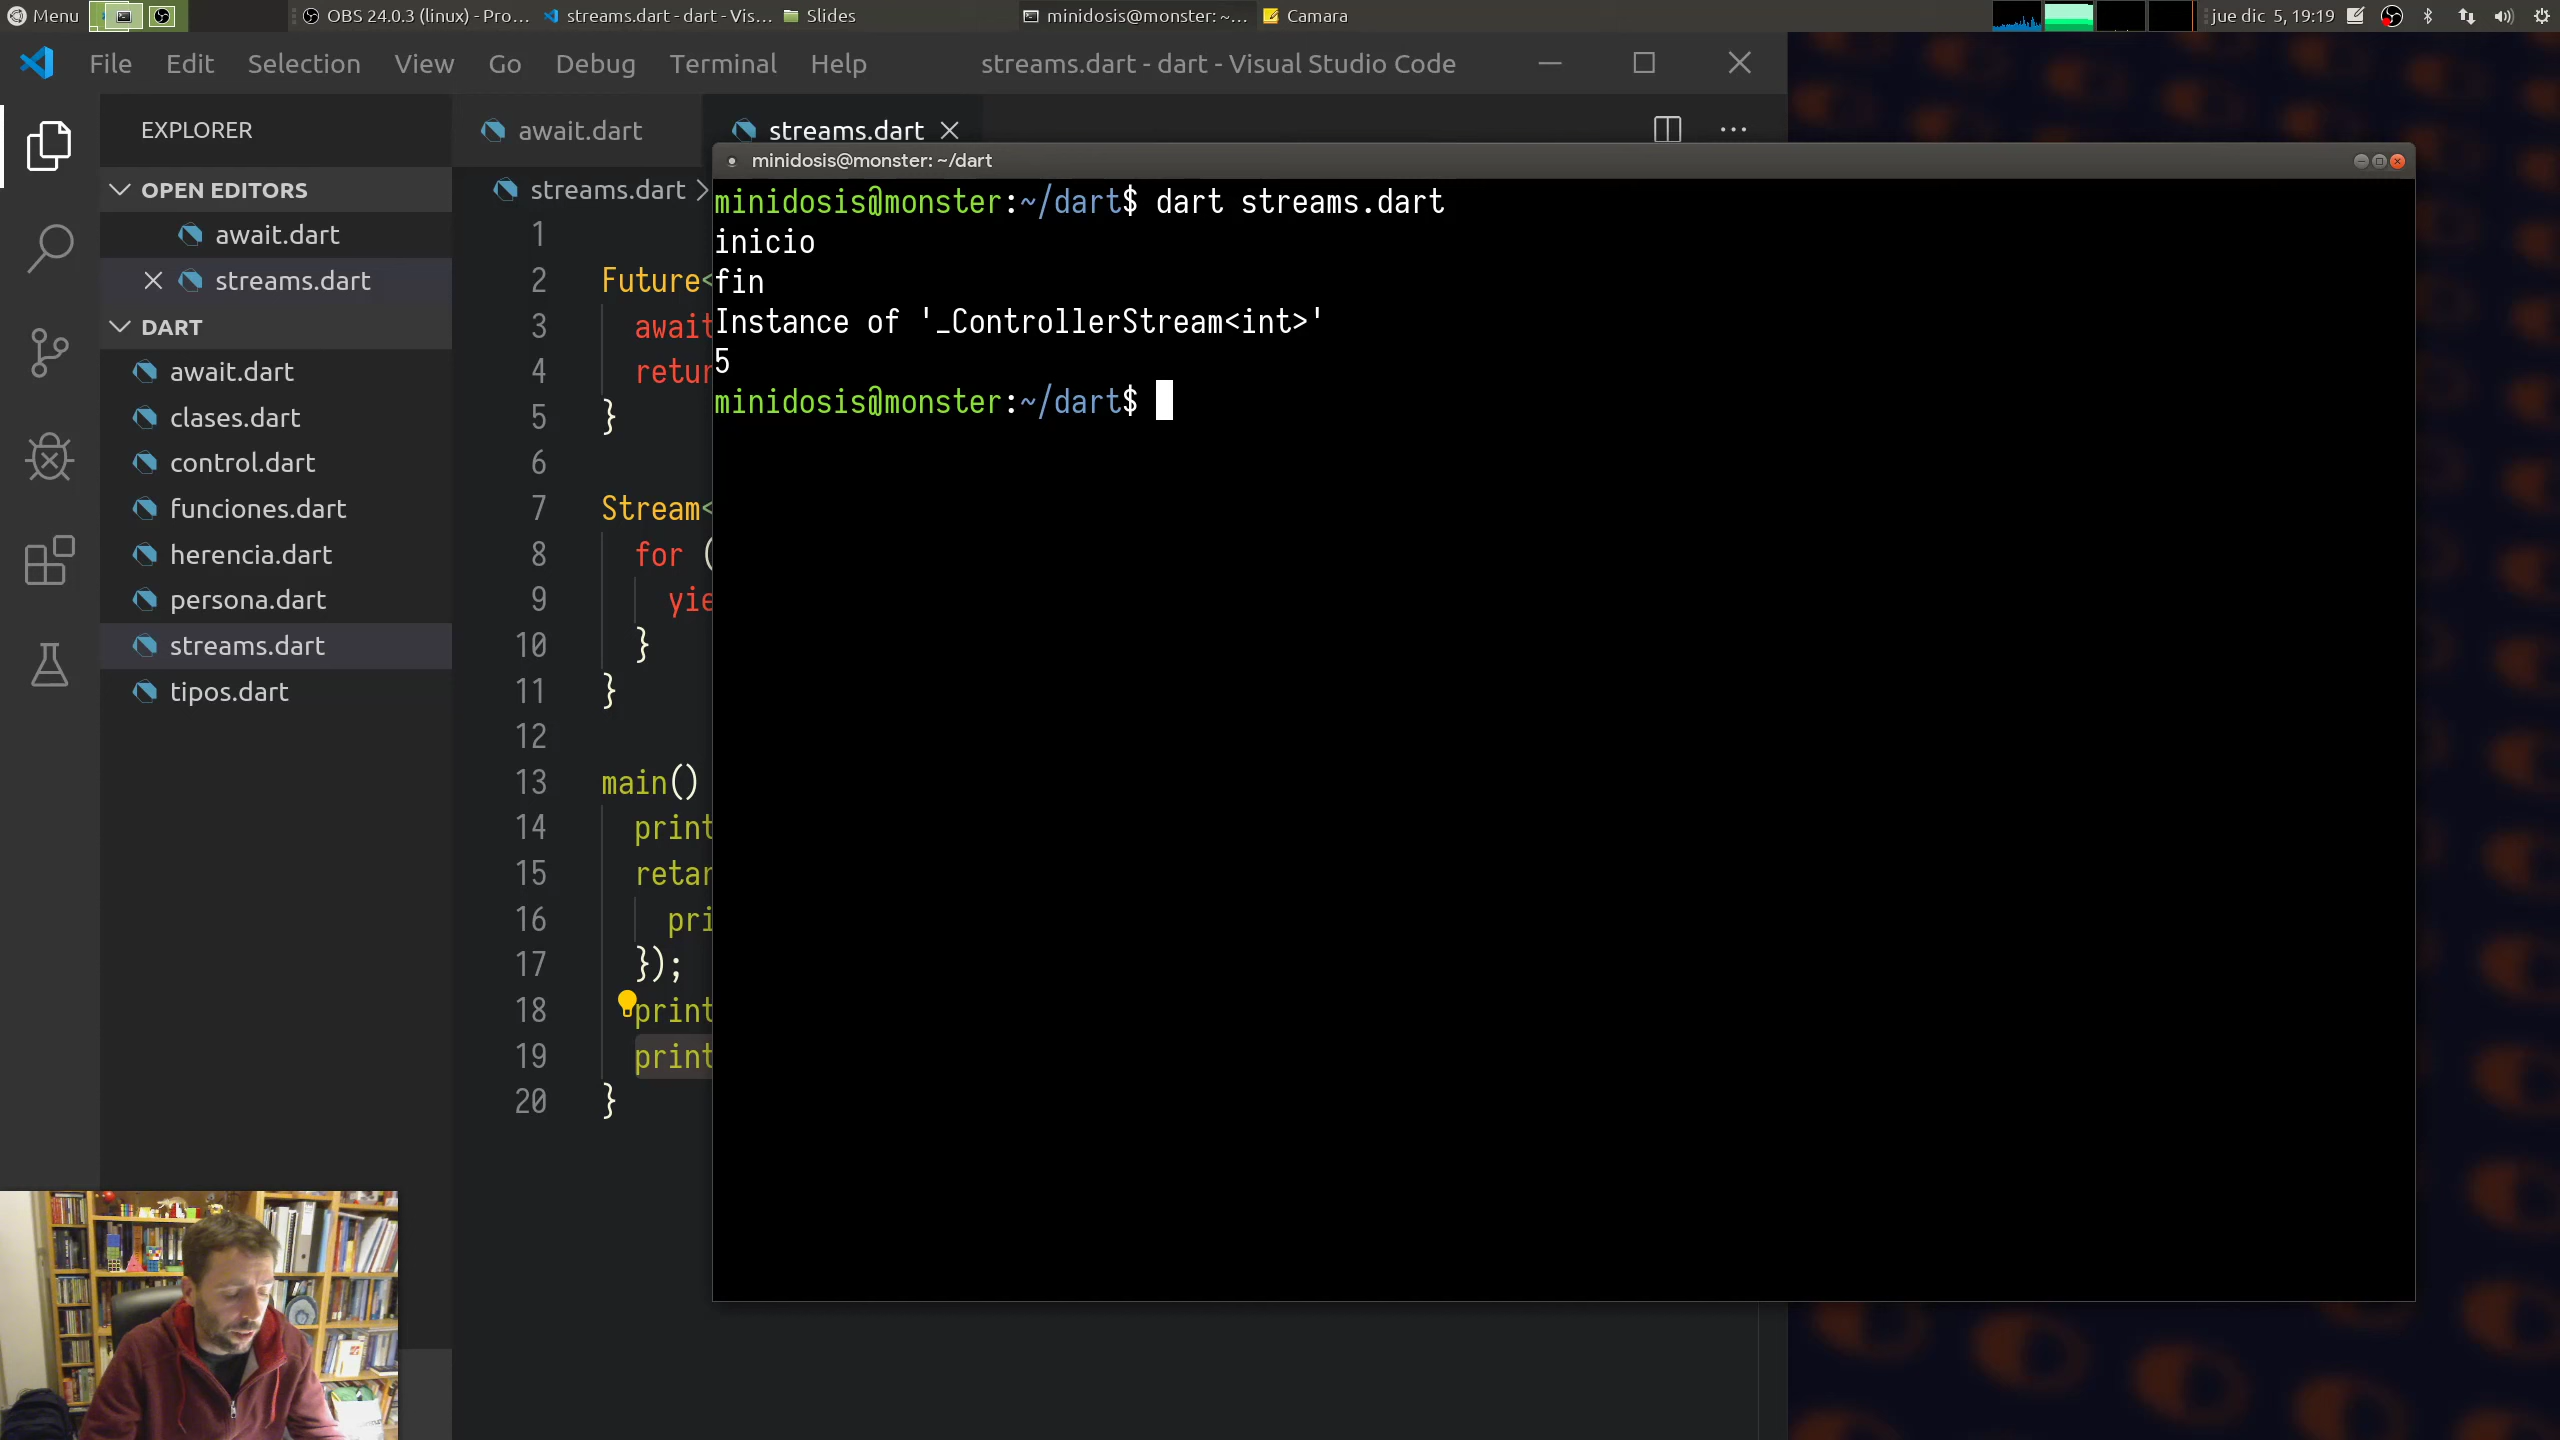 Menu
OBS 24.0.3 (linux) - Pro...
streams.dart - dart - Vis...
Slides
minidosis@monster: ~...
Camara
jue dic 5, 19:19
File Edit Selection View Go Debug Terminal Help
streams.dart - dart - Visual Studio Code
EXPLORER
OPEN EDITORS
await.dart
streams.dart
DART
await.dart
clases.dart
control.dart
funciones.dart
herencia.dart
persona.dart
streams.dart
tipos.dart
await.dart
streams.dart
streams.dart >
1
2 Future<
3 await
4 retur
5 }
6
7 Stream<
8 for (
9 yie
10 }
11 }
12
13 main()
14 print
15 retar
16 pri
17 });
18 print
19 print
20 }
minidosis@monster: ~/dart
minidosis@monster:~/dart$ dart streams.dart
inicio
fin
Instance of '_ControllerStream<int>'
5
minidosis@monster:~/dart$